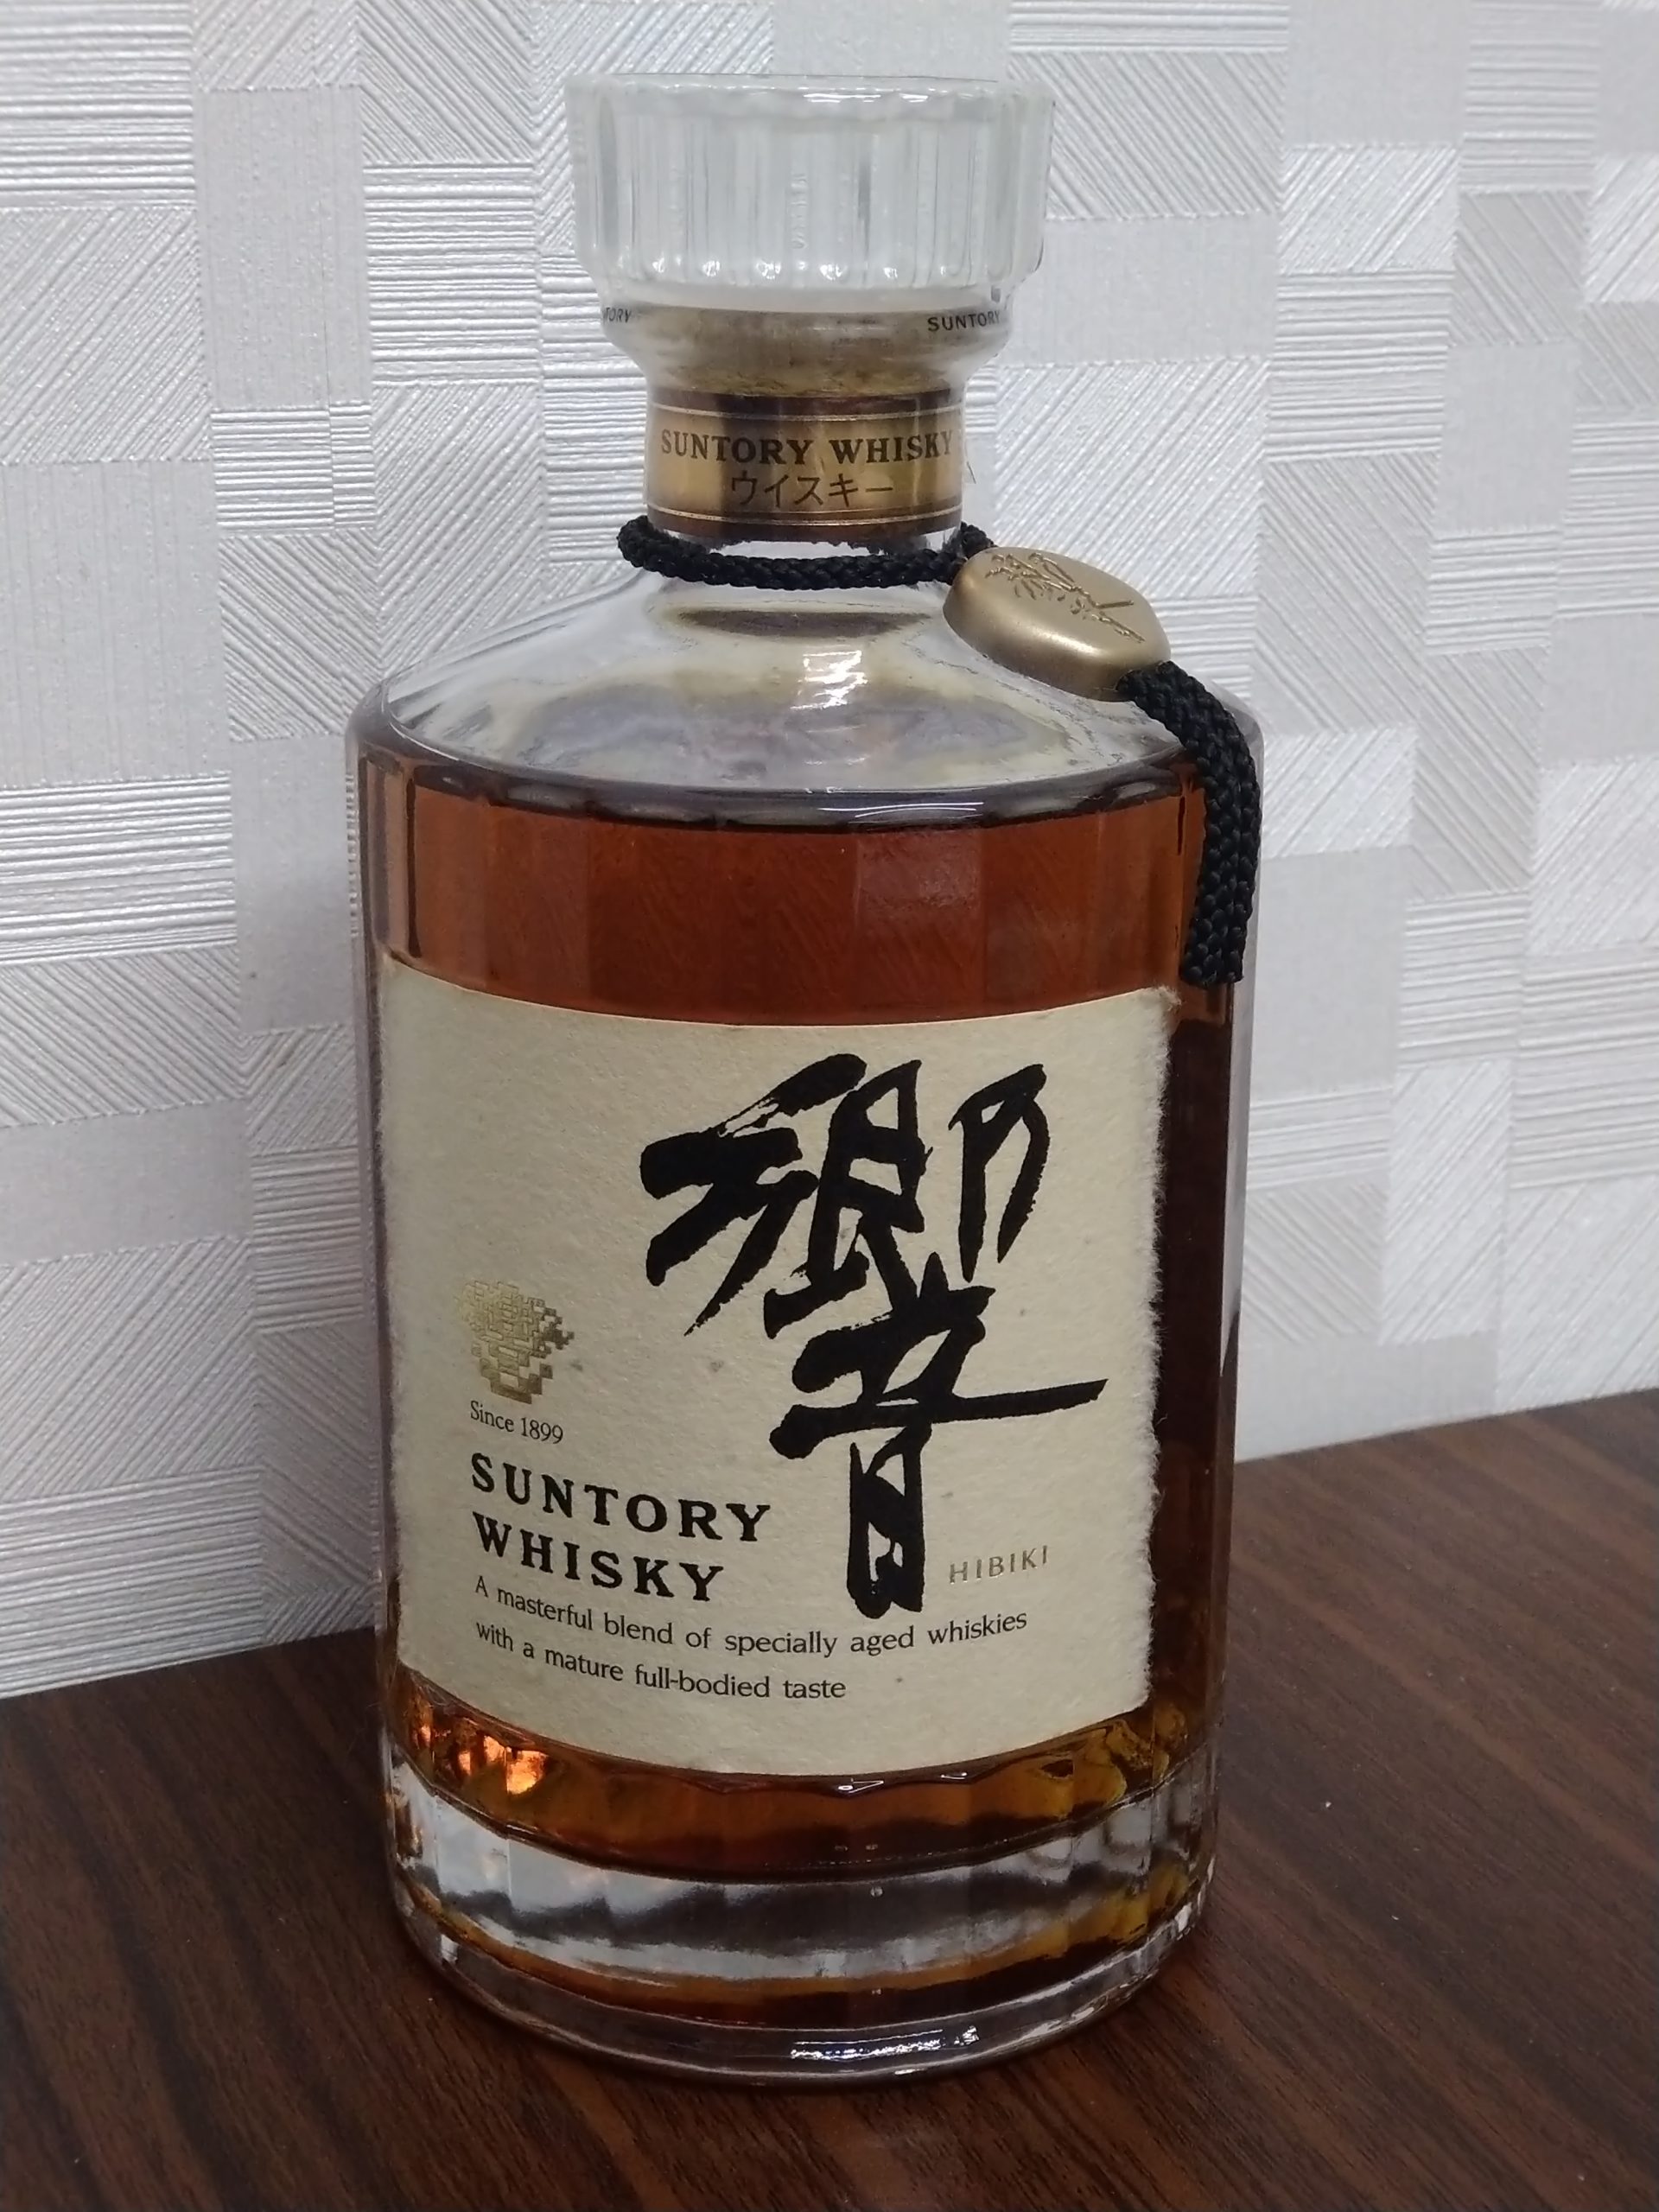 SUNTORY
SUNTORY WHISKY
ウイスキー
響
HIBIKI
Since 1899
SUNTORY
WHISKY
A masterful blend of specially aged whiskies
with a mature full-bodied taste